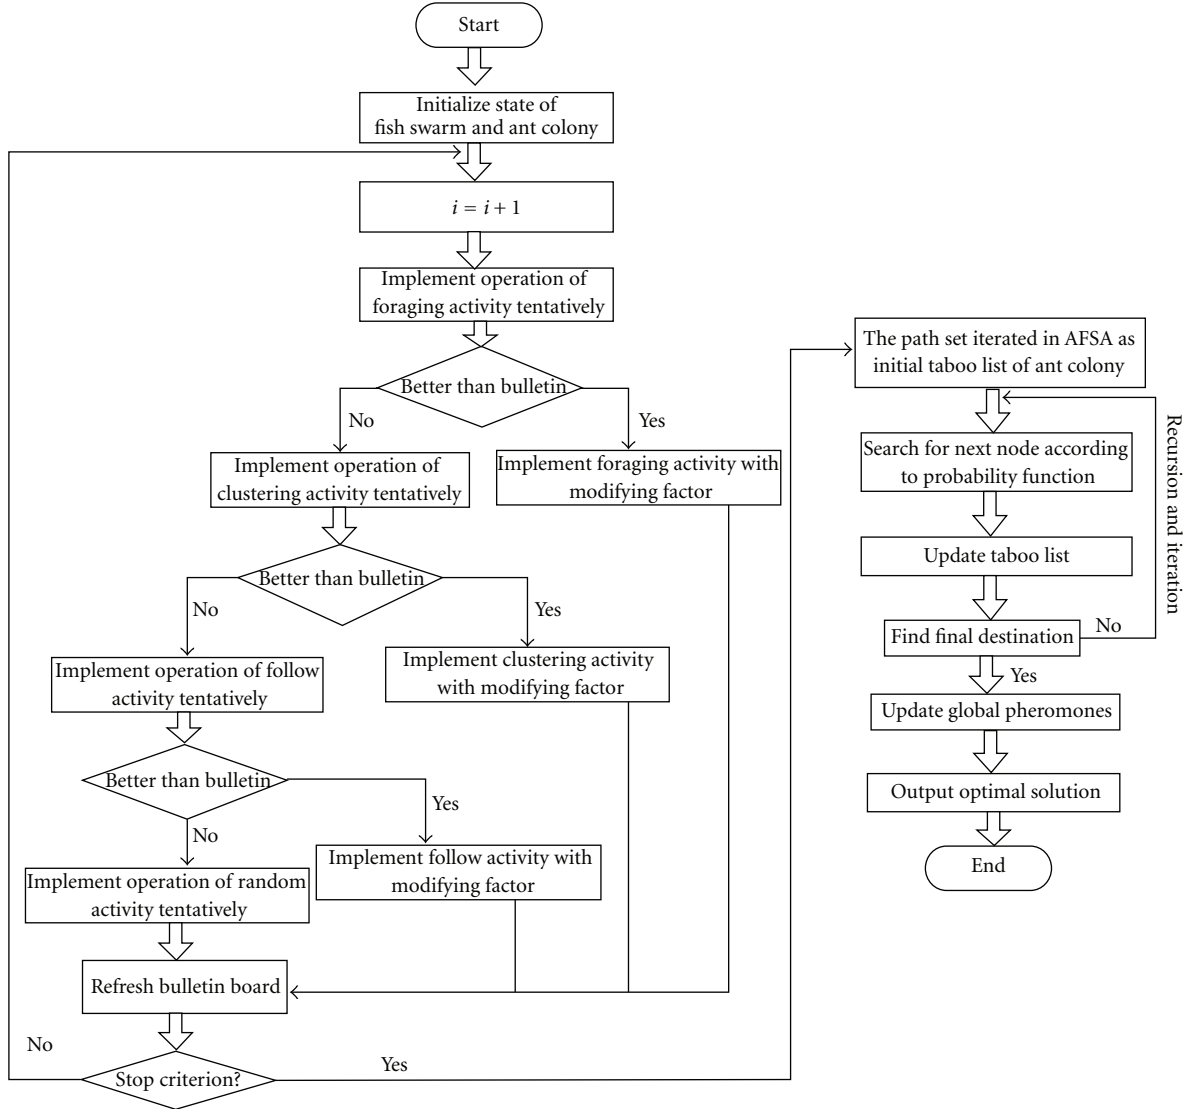 Start
Initialize state of
fish swarm and ant colony
i = i + 1
Implement operation of
foraging activity tentatively
Better than bulletin
No
Yes
Implement operation of
clustering activity tentatively
Implement foraging activity with
modifying factor
Better than bulletin
No
Yes
Implement operation of follow
activity tentatively
Implement clustering activity
with modifying factor
Better than bulletin
Yes
No
Implement operation of random
activity tentatively
Implement follow activity with
modifying factor
Refresh bulletin board
No
Stop criterion?
Yes
The path set iterated in AFSA as
initial taboo list of ant colony
Search for next node according
to probability function
Update taboo list
Find final destination
No
Recursion and iteration
Yes
Update global pheromones
Output optimal solution
End